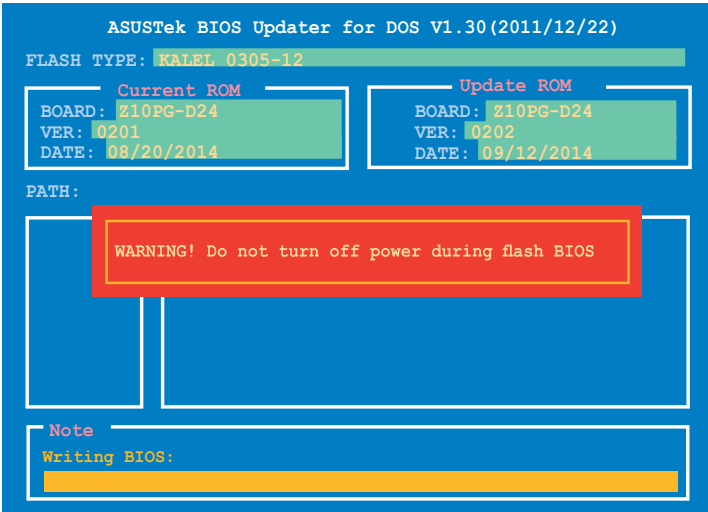 ASUSTek BIOS Updater for DOS V1.30(2011/12/22)
FLASH TYPE: KALEL 0305-12
Current ROM
BOARD: Z10PG-D24
VER: 0201
DATE: 08/20/2014
Update ROM
BOARD: Z10PG-D24
VER: 0202
DATE: 09/12/2014
PATH:
WARNING! Do not turn off power during flash BIOS
Note
Writing BIOS: